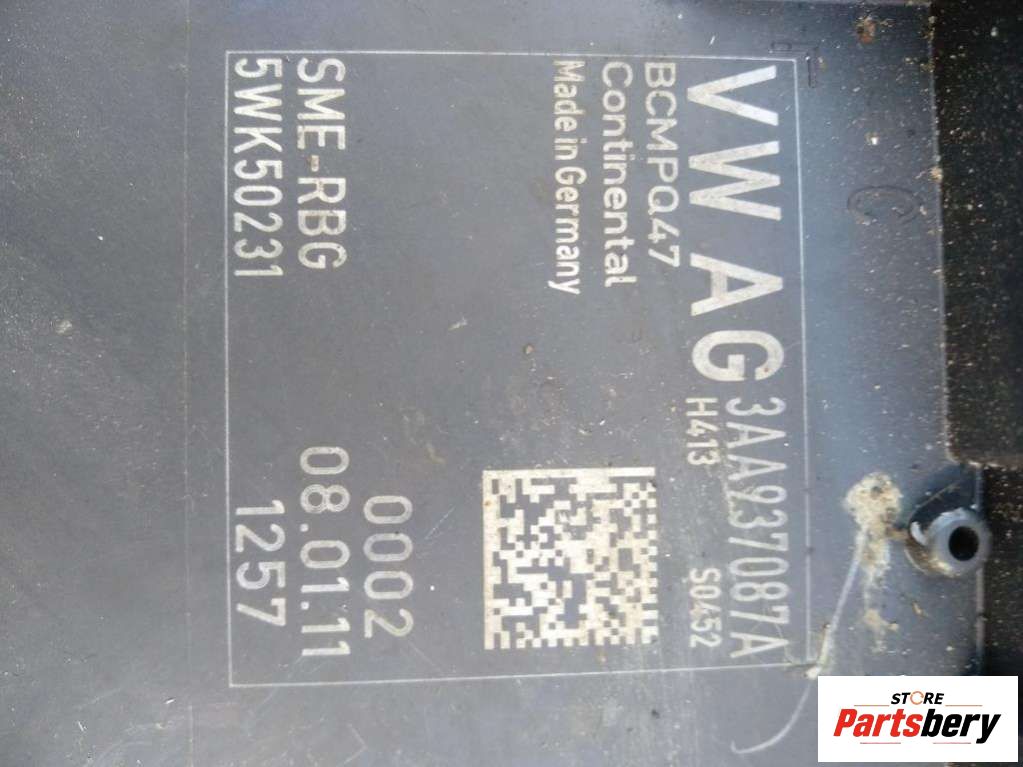 VW AG 3AA937087A
H413 S0452
BCMPQ47
Continental
Made in Germany
0002
SME-RBG 08.01.11
5WK50231 1257
STORE
Partsbery